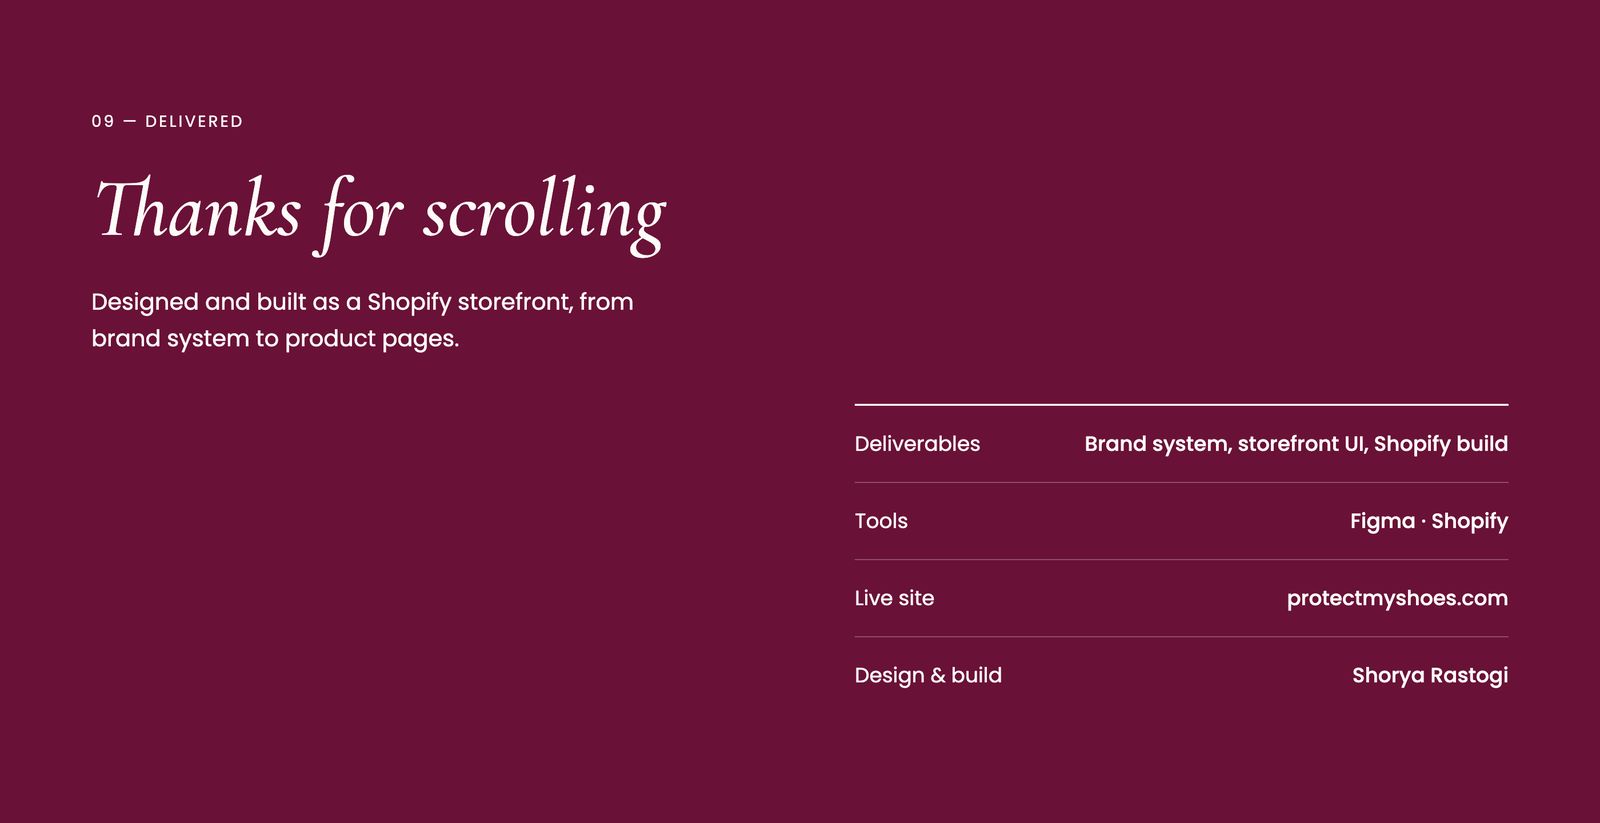 09 — DELIVERED
Thanks for scrolling
Designed and built as a Shopify storefront, from
brand system to product pages.
Deliverables Brand system, storefront UI, Shopify build
Tools Figma · Shopify
Live site protectmyshoes.com
Design & build Shorya Rastogi